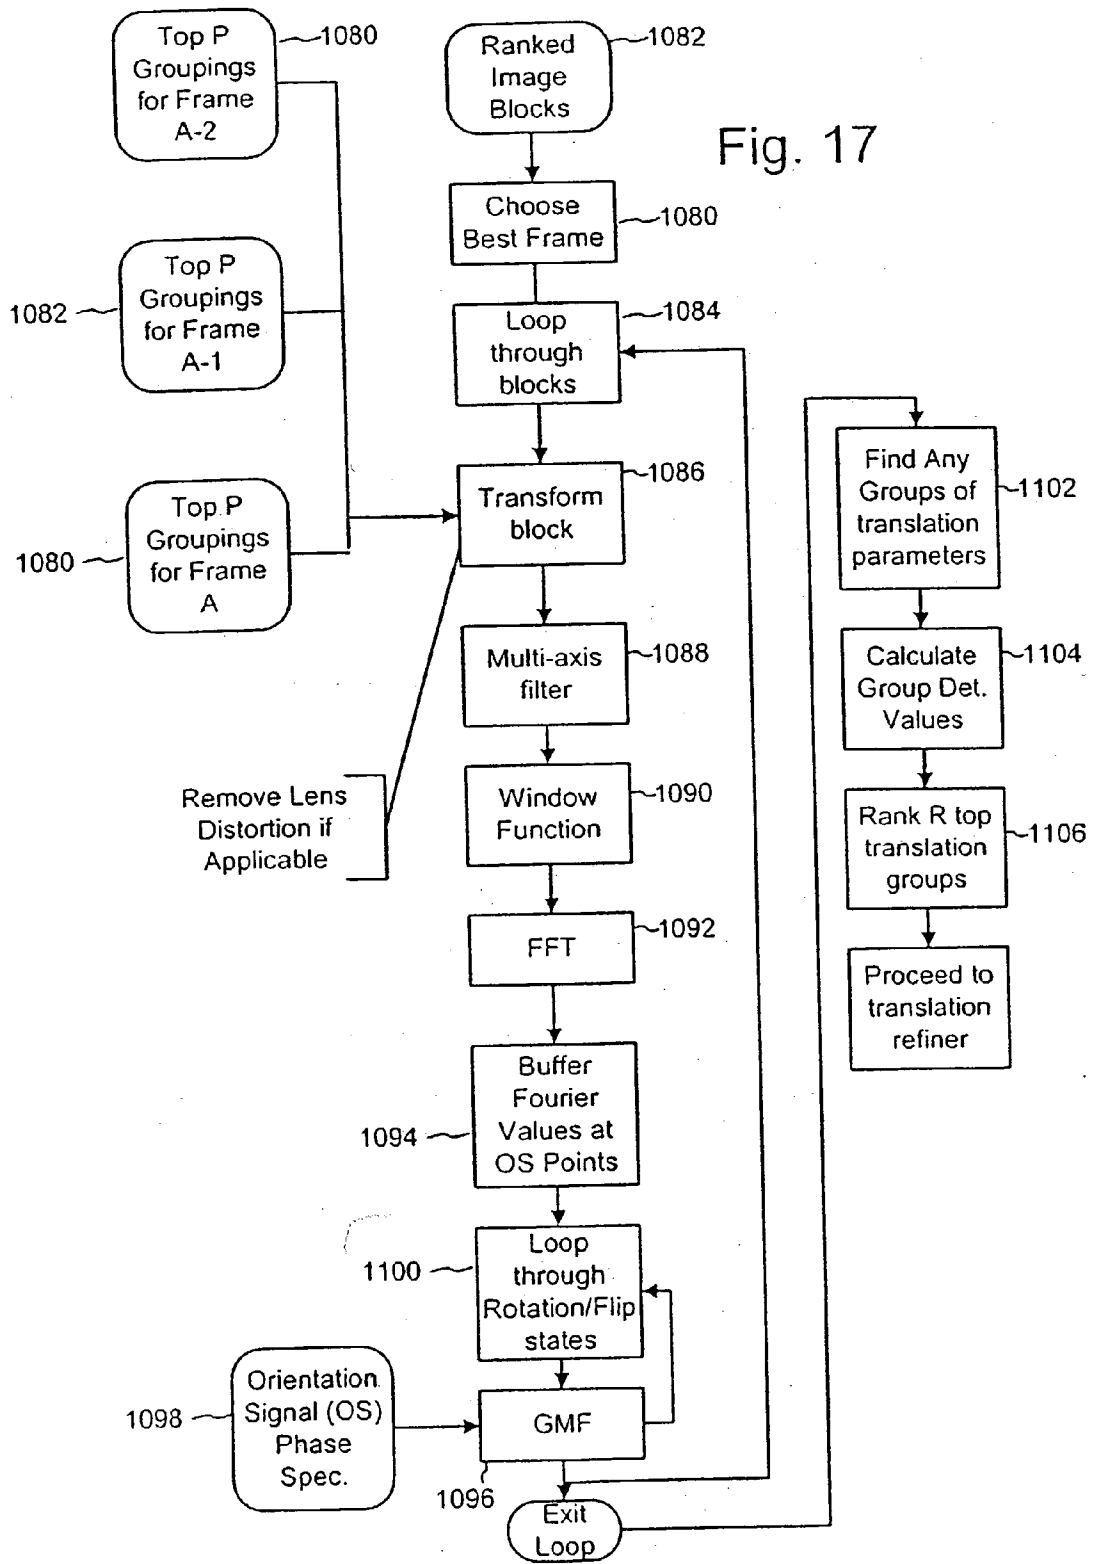 Top P
Groupings
for Frame
A-2
1080
Ranked
Image
Blocks
1082
Fig. 17
Choose
Best Frame
1080
Top P
Groupings
for Frame
A-1
1082
Loop
through
blocks
1084
Top P
Groupings
for Frame
A
1080
Transform
block
1086
Multi-axis
filter
1088
Remove Lens
Distortion if
Applicable
Window
Function
1090
FFT
1092
Buffer
Fourier
Values at
OS Points
1094
Loop
through
Rotation/Flip
states
1100
Orientation
Signal (OS)
Phase
Spec.
1098
GMF
1096
Exit
Loop
Find Any
Groups of
translation
parameters
1102
Calculate
Group Det.
Values
1104
Rank R top
translation
groups
1106
Proceed to
translation
refiner